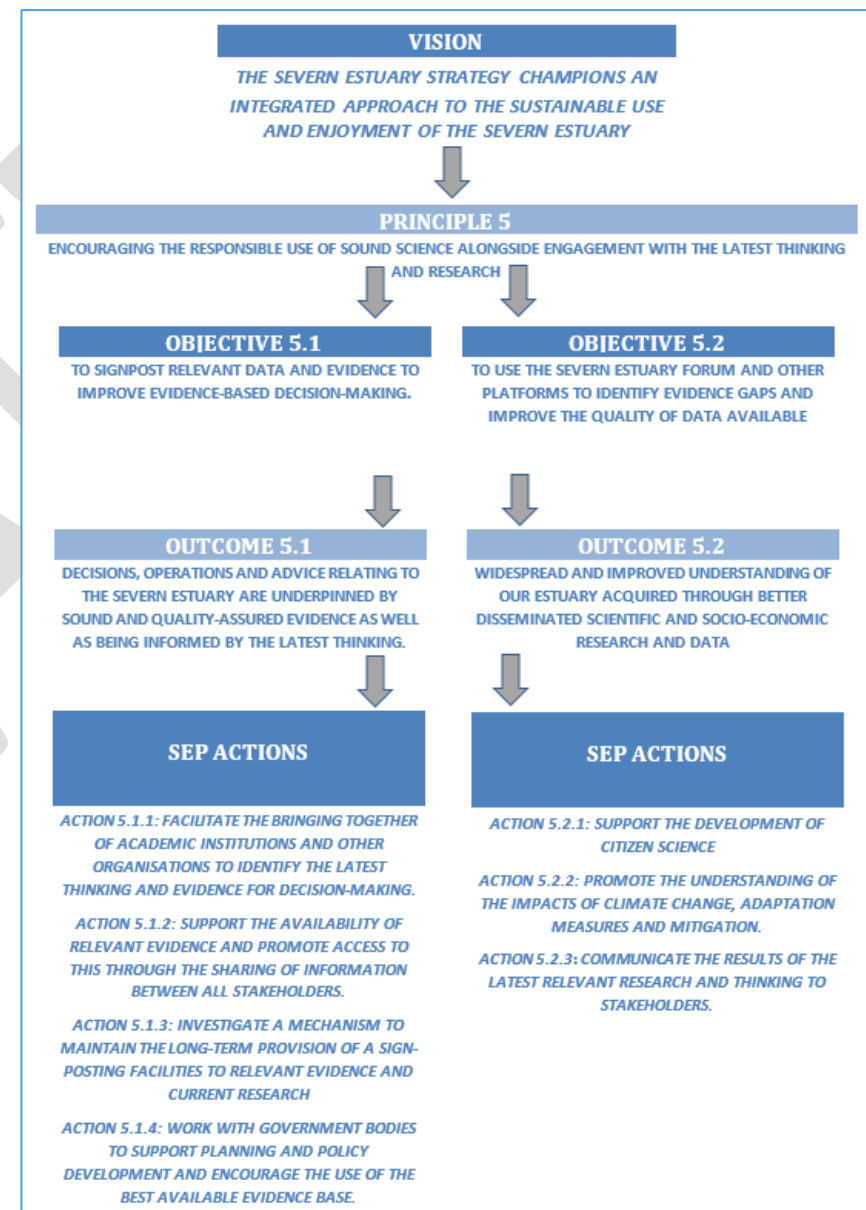 VISION
THE SEVERN ESTUARY STRATEGY CHAMPIONS AN
INTEGRATED APPROACH TO THE SUSTAINABLE USE
AND ENJOYMENT OF THE SEVERN ESTUARY
PRINCIPLE 5
ENCOURAGING THE RESPONSIBLE USE OF SOUND SCIENCE ALONGSIDE ENGAGEMENT WITH THE LATEST THINKING
AND RESEARCH
OBJECTIVE 5.1
TO SIGNPOST RELEVANT DATA AND EVIDENCE TO
IMPROVE EVIDENCE-BASED DECISION-MAKING.
OBJECTIVE 5.2
TO USE THE SEVERN ESTUARY FORUM AND OTHER
PLATFORMS TO IDENTIFY EVIDENCE GAPS AND
IMPROVE THE QUALITY OF DATA AVAILABLE
OUTCOME 5.1
DECISIONS, OPERATIONS AND ADVICE RELATING TO
THE SEVERN ESTUARY ARE UNDERPINNED BY
SOUND AND QUALITY-ASSURED EVIDENCE AS WELL
AS BEING INFORMED BY THE LATEST THINKING.
OUTCOME 5.2
WIDESPREAD AND IMPROVED UNDERSTANDING OF
OUR ESTUARY ACQUIRED THROUGH BETTER
DISSEMINATED SCIENTIFIC AND SOCIO-ECONOMIC
RESEARCH AND DATA
SEP ACTIONS
ACTION 5.1.1: FACILITATE THE BRINGING TOGETHER
OF ACADEMIC INSTITUTIONS AND OTHER
ORGANISATIONS TO IDENTIFY THE LATEST
THINKING AND EVIDENCE FOR DECISION-MAKING.
ACTION 5.1.2: SUPPORT THE AVAILABILITY OF
RELEVANT EVIDENCE AND PROMOTE ACCESS TO
THIS THROUGH THE SHARING OF INFORMATION
BETWEEN ALL STAKEHOLDERS.
ACTION 5.1.3: INVESTIGATE A MECHANISM TO
MAINTAIN THE LONG-TERM PROVISION OF A SIGN-
POSTING FACILITIES TO RELEVANT EVIDENCE AND
CURRENT RESEARCH
ACTION 5.1.4: WORK WITH GOVERNMENT BODIES
TO SUPPORT PLANNING AND POLICY
DEVELOPMENT AND ENCOURAGE THE USE OF THE
BEST AVAILABLE EVIDENCE BASE.
SEP ACTIONS
ACTION 5.2.1: SUPPORT THE DEVELOPMENT OF
CITIZEN SCIENCE
ACTION 5.2.2: PROMOTE THE UNDERSTANDING OF
THE IMPACTS OF CLIMATE CHANGE, ADAPTATION
MEASURES AND MITIGATION.
ACTION 5.2.3: COMMUNICATE THE RESULTS OF THE
LATEST RELEVANT RESEARCH AND THINKING TO
STAKEHOLDERS.